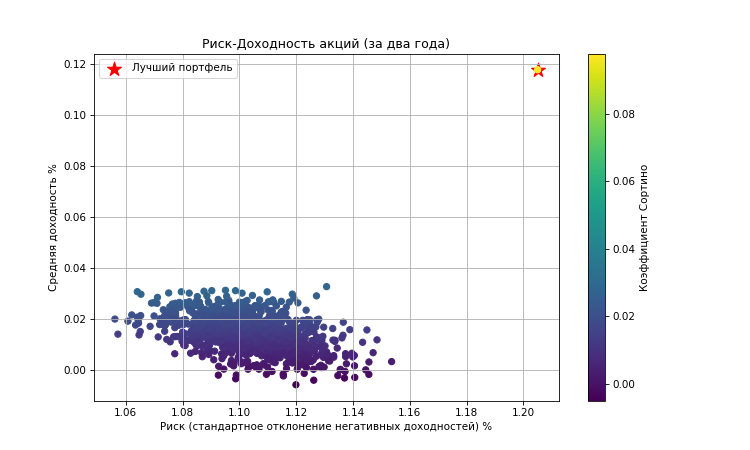 Риск-Доходность акций (за два года)
Лучший портфель
Средняя доходность %
0.12
0.10
0.08
0.06
0.04
0.02
0.00
1.06 1.08 1.10 1.12 1.14 1.16 1.18 1.20
Риск (стандартное отклонение негативных доходностей) %
0.08
0.06
0.04
0.02
0.00
Коэффициент Сортино